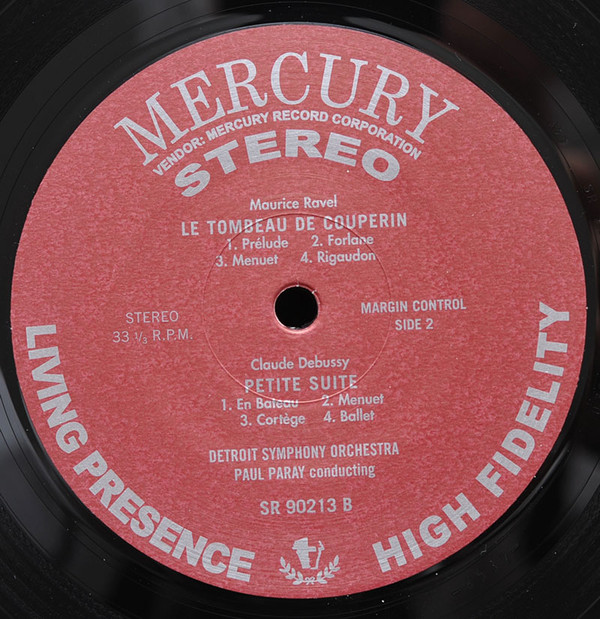 MERCURY
VENDOR: MERCURY RECORD CORPORATION
STEREO
Maurice Ravel
LE TOMBEAU DE COUPERIN
1. Prélude 2. Forlane
3. Menuet 4. Rigaudon
STEREO
33 ⅓ R.P.M.
MARGIN CONTROL
SIDE 2
Claude Debussy
PETITE SUITE
1. En Bateau 2. Menuet
3. Cortège 4. Ballet
DETROIT SYMPHONY ORCHESTRA
PAUL PARAY conducting
SR 90213 B
LIVING PRESENCE
HIGH FIDELITY